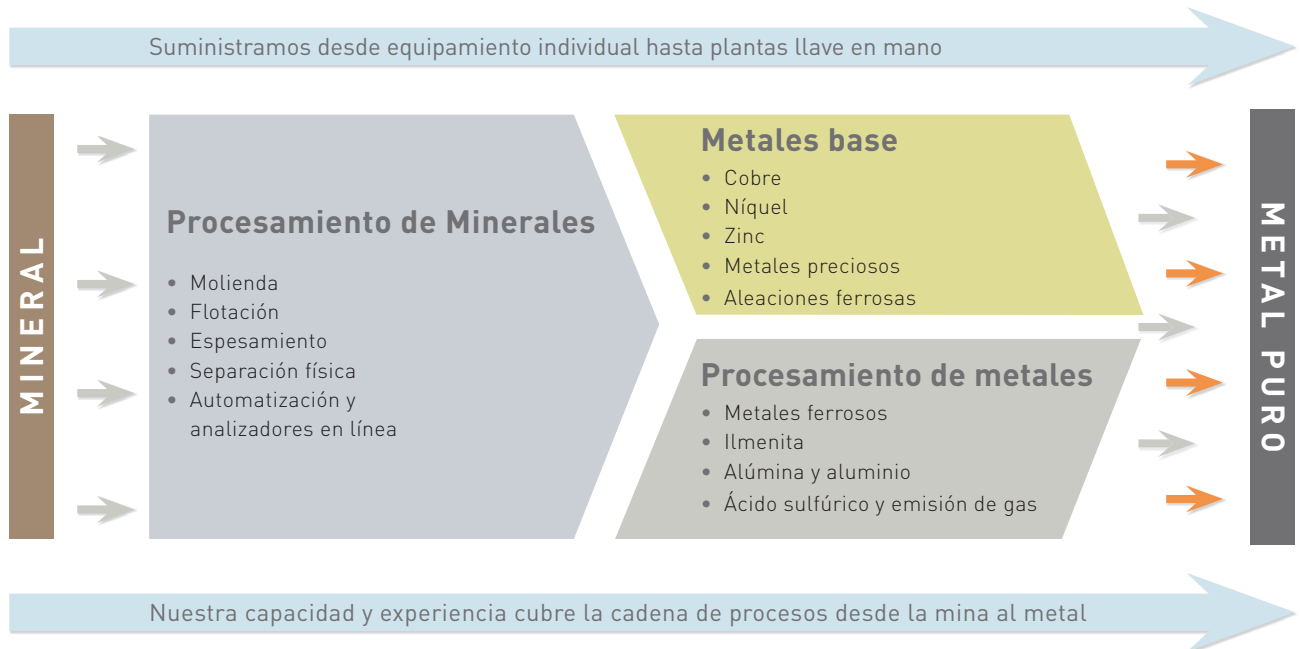 Suministramos desde equipamiento individual hasta plantas llave en mano
MINERAL
Procesamiento de Minerales
• Molienda
• Flotación
• Espesamiento
• Separación física
• Automatización y
analizadores en línea
Metales base
• Cobre
• Níquel
• Zinc
• Metales preciosos
• Aleaciones ferrosas
Procesamiento de metales
• Metales ferrosos
• Ilmenita
• Alúmina y aluminio
• Ácido sulfúrico y emisión de gas
METAL PURO
Nuestra capacidad y experiencia cubre la cadena de procesos desde la mina al metal